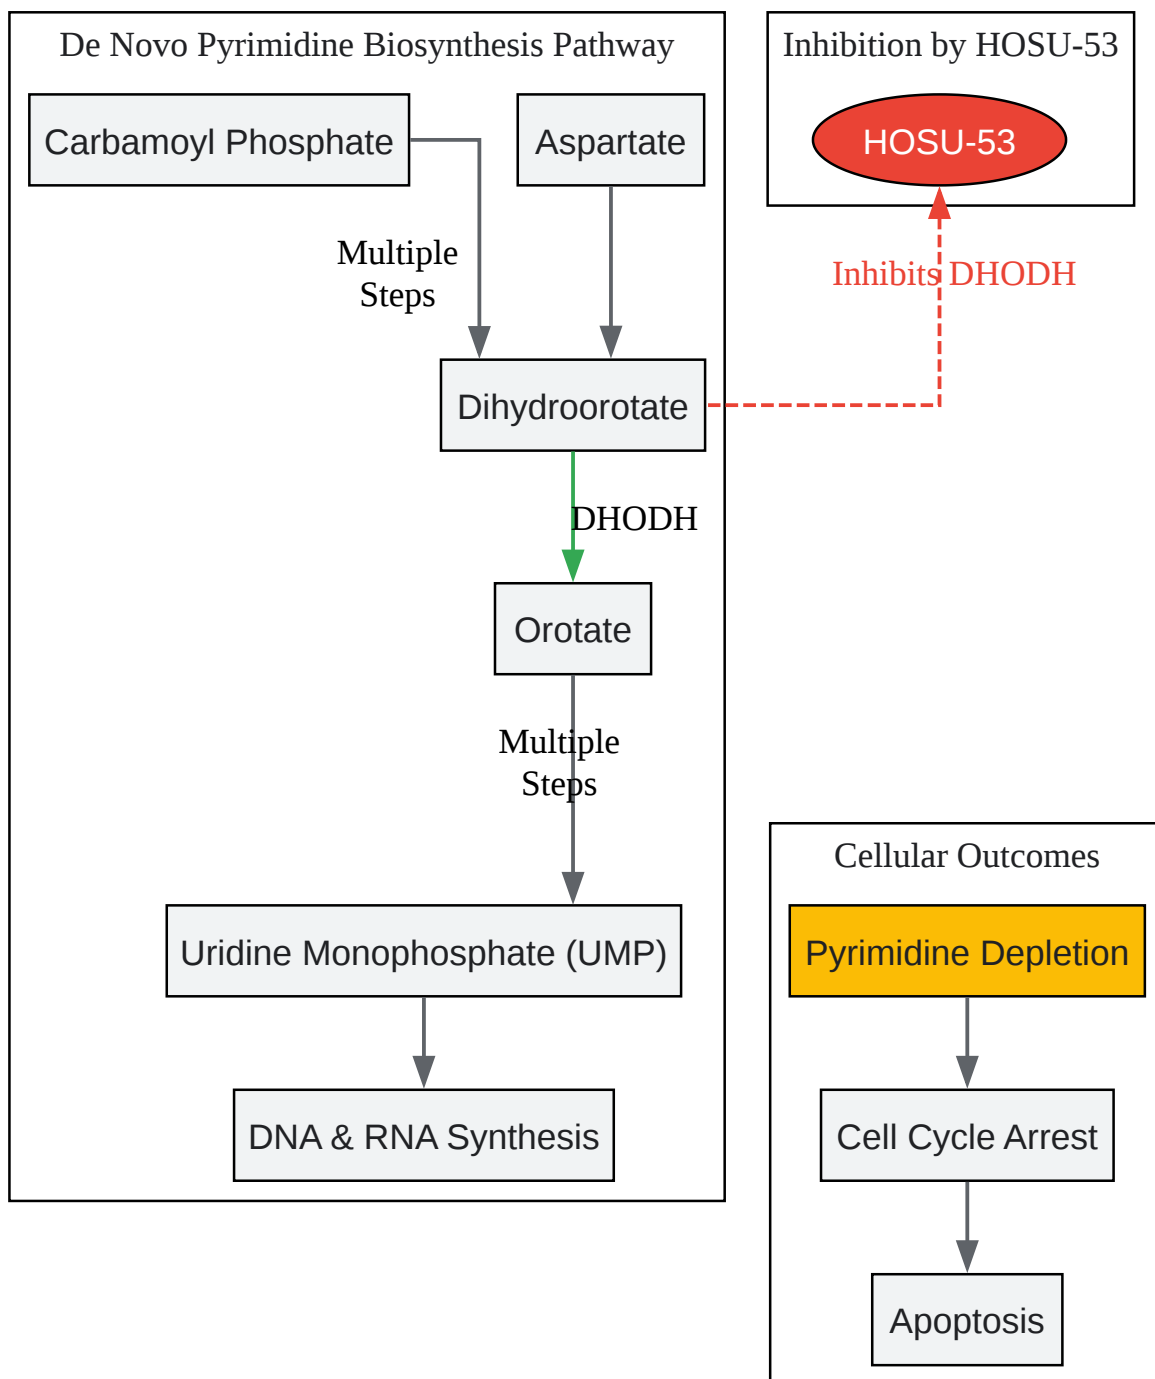 De Novo Pyrimidine Biosynthesis Pathway
Carbamoyl Phosphate
Aspartate
Multiple
Steps
Dihydroorotate
DHODH
Orotate
Multiple
Steps
Uridine Monophosphate (UMP)
DNA & RNA Synthesis
Inhibition by HOSU-53
HOSU-53
Inhibits DHODH
Cellular Outcomes
Pyrimidine Depletion
Cell Cycle Arrest
Apoptosis